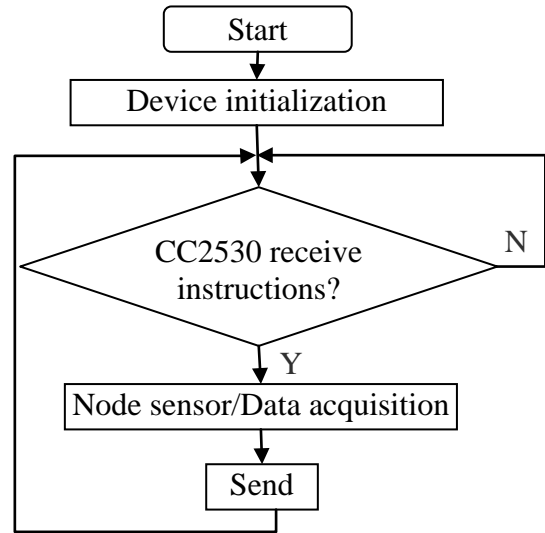 Start
Device initialization
CC2530 receive
instructions?
N
Y
Node sensor/Data acquisition
Send